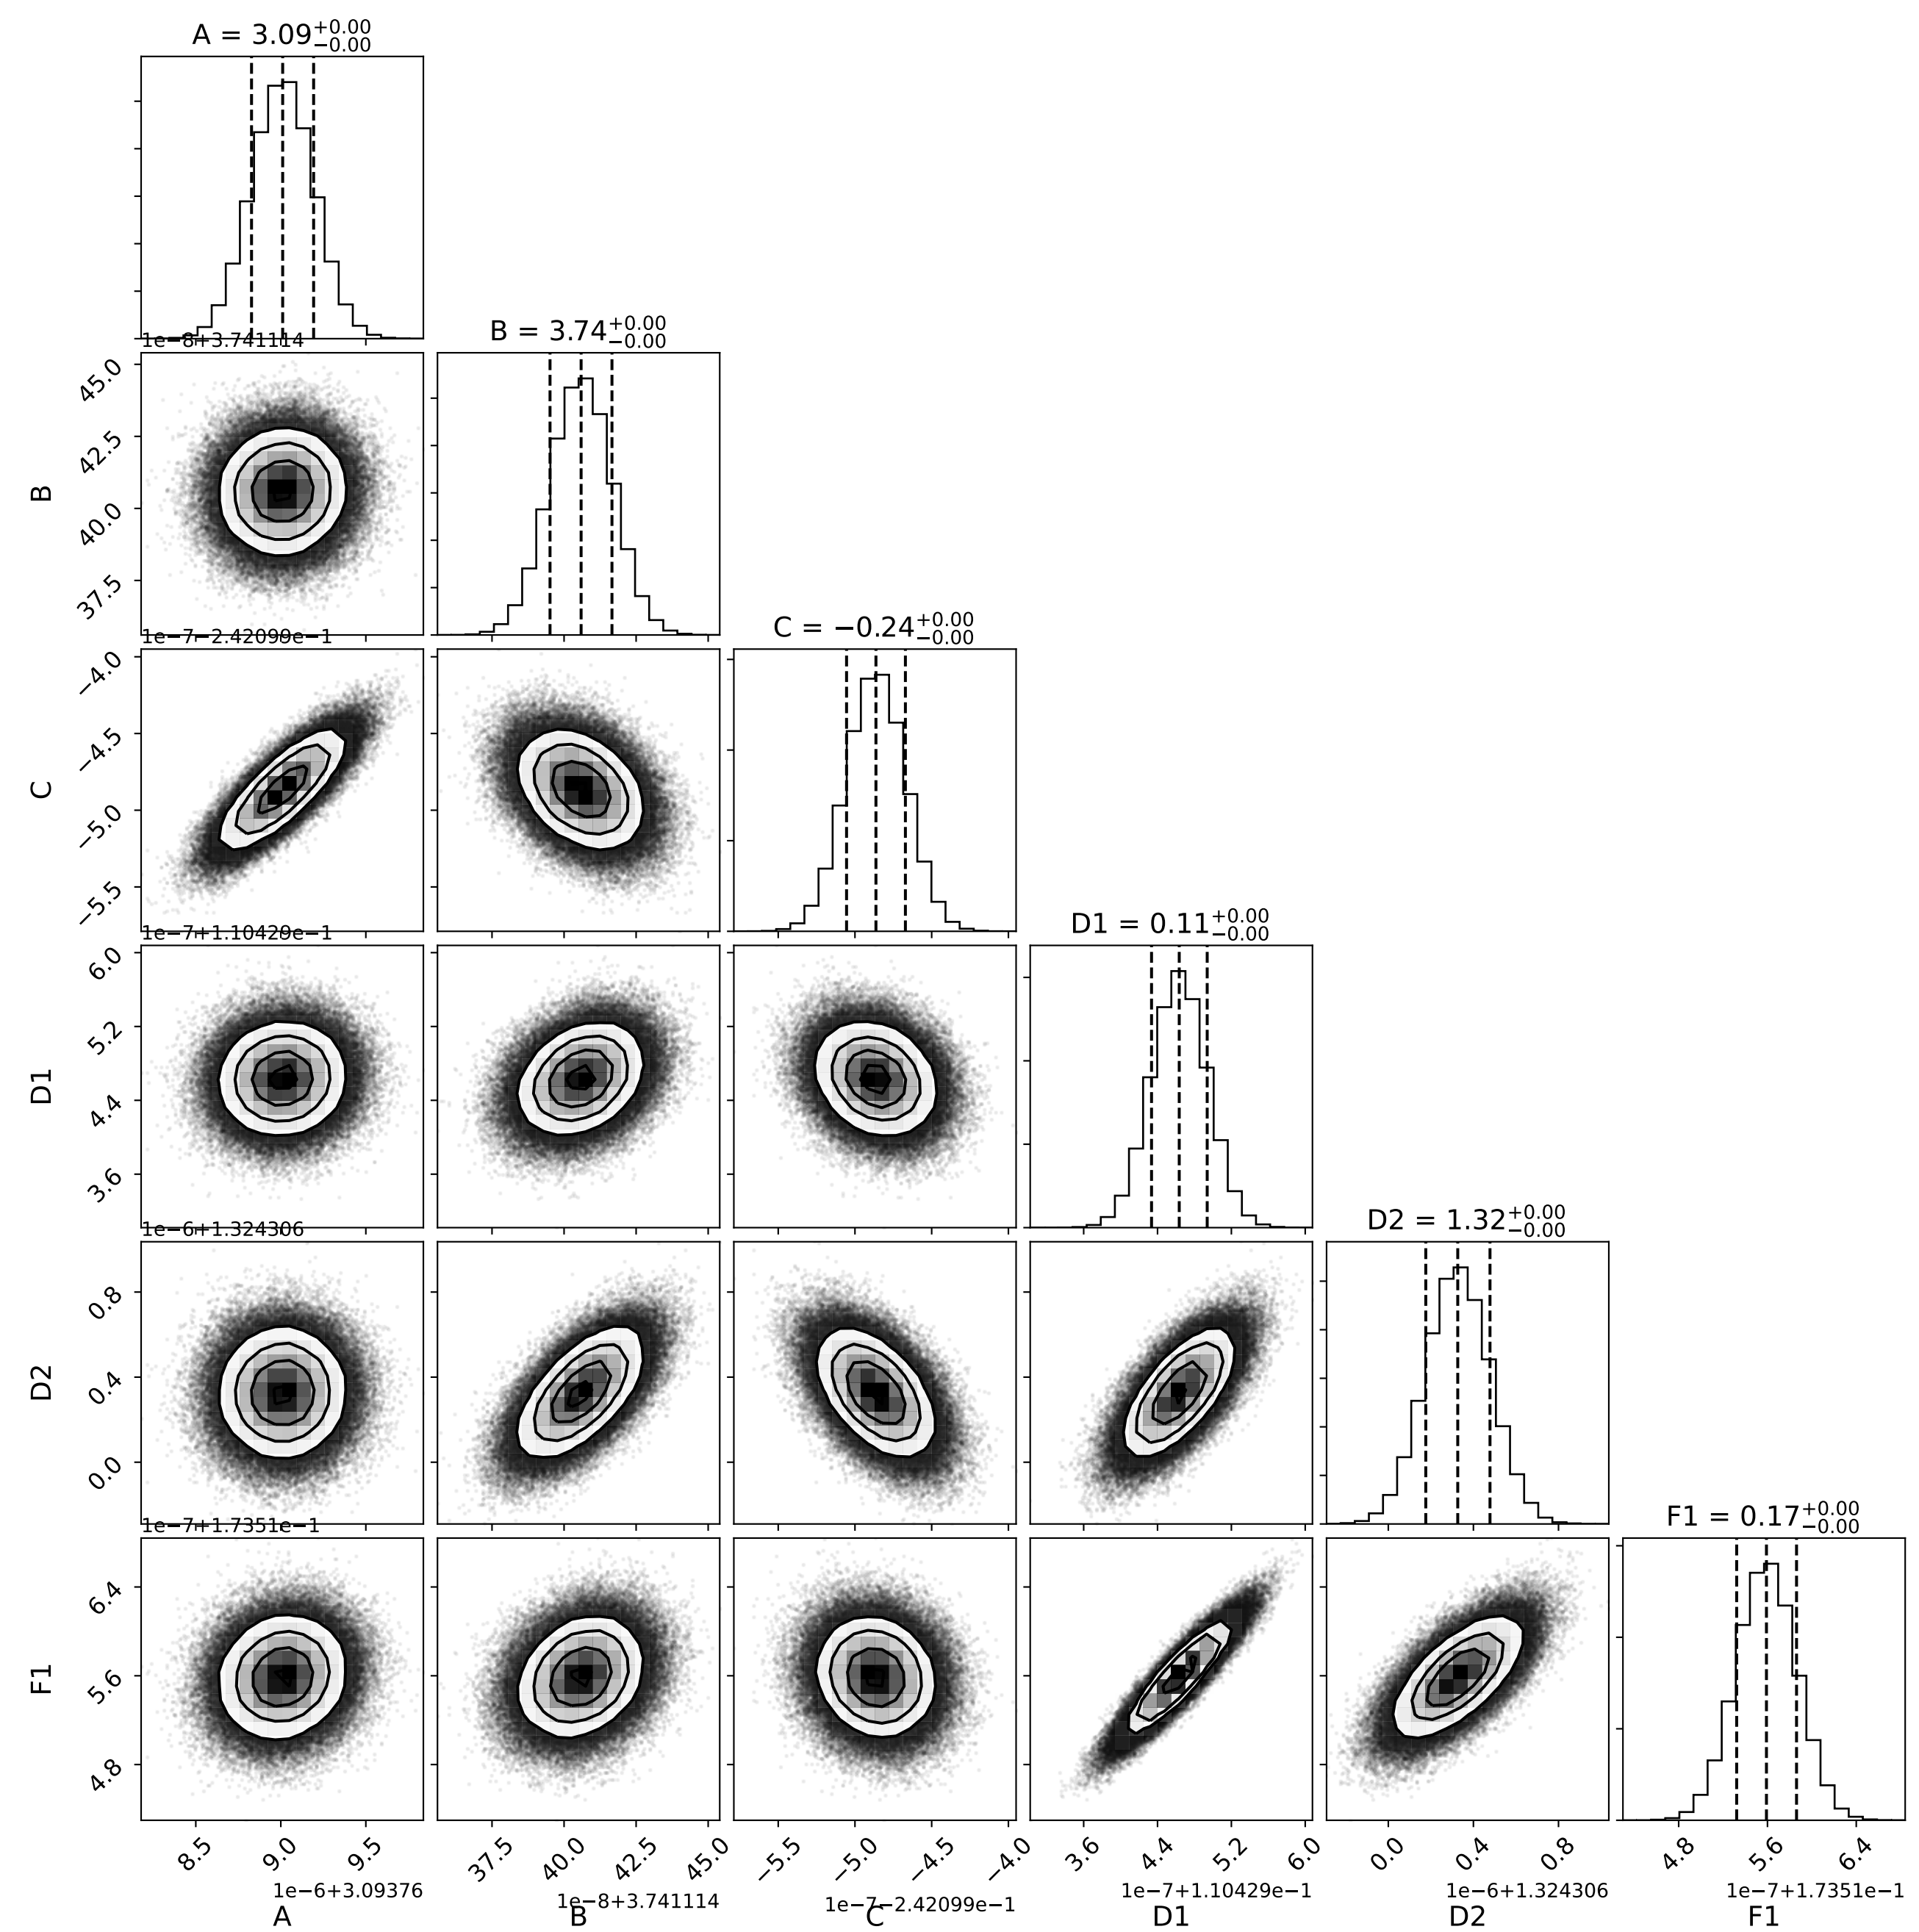 A = 3.09+0.00−0.00
1e−8+3.741114
B = 3.74+0.00−0.00
45.0
42.5
40.0
37.5
B
1e−7−2.42099e−1
C = −0.24+0.00−0.00
−4.0
−4.5
−5.0
−5.5
C
1e−7+1.10429e−1
D1 = 0.11+0.00−0.00
6.0
5.2
4.4
3.6
D1
1e−6+1.324306
D2 = 1.32+0.00−0.00
0.8
0.4
0.0
D2
1e−7+1.7351e−1
F1 = 0.17+0.00−0.00
6.4
5.6
4.8
F1
8.5 9.0 9.5 37.5 40.0 42.5 45.0 −5.5 −5.0 −4.5 −4.0 3.6 4.4 5.2 6.0 0.0 0.4 0.8 4.8 5.6 6.4
1e−6+3.09376 1e−8+3.741114 1e−7−2.42099e−1 1e−7+1.10429e−1 1e−6+1.324306 1e−7+1.7351e−1
A B C D1 D2 F1